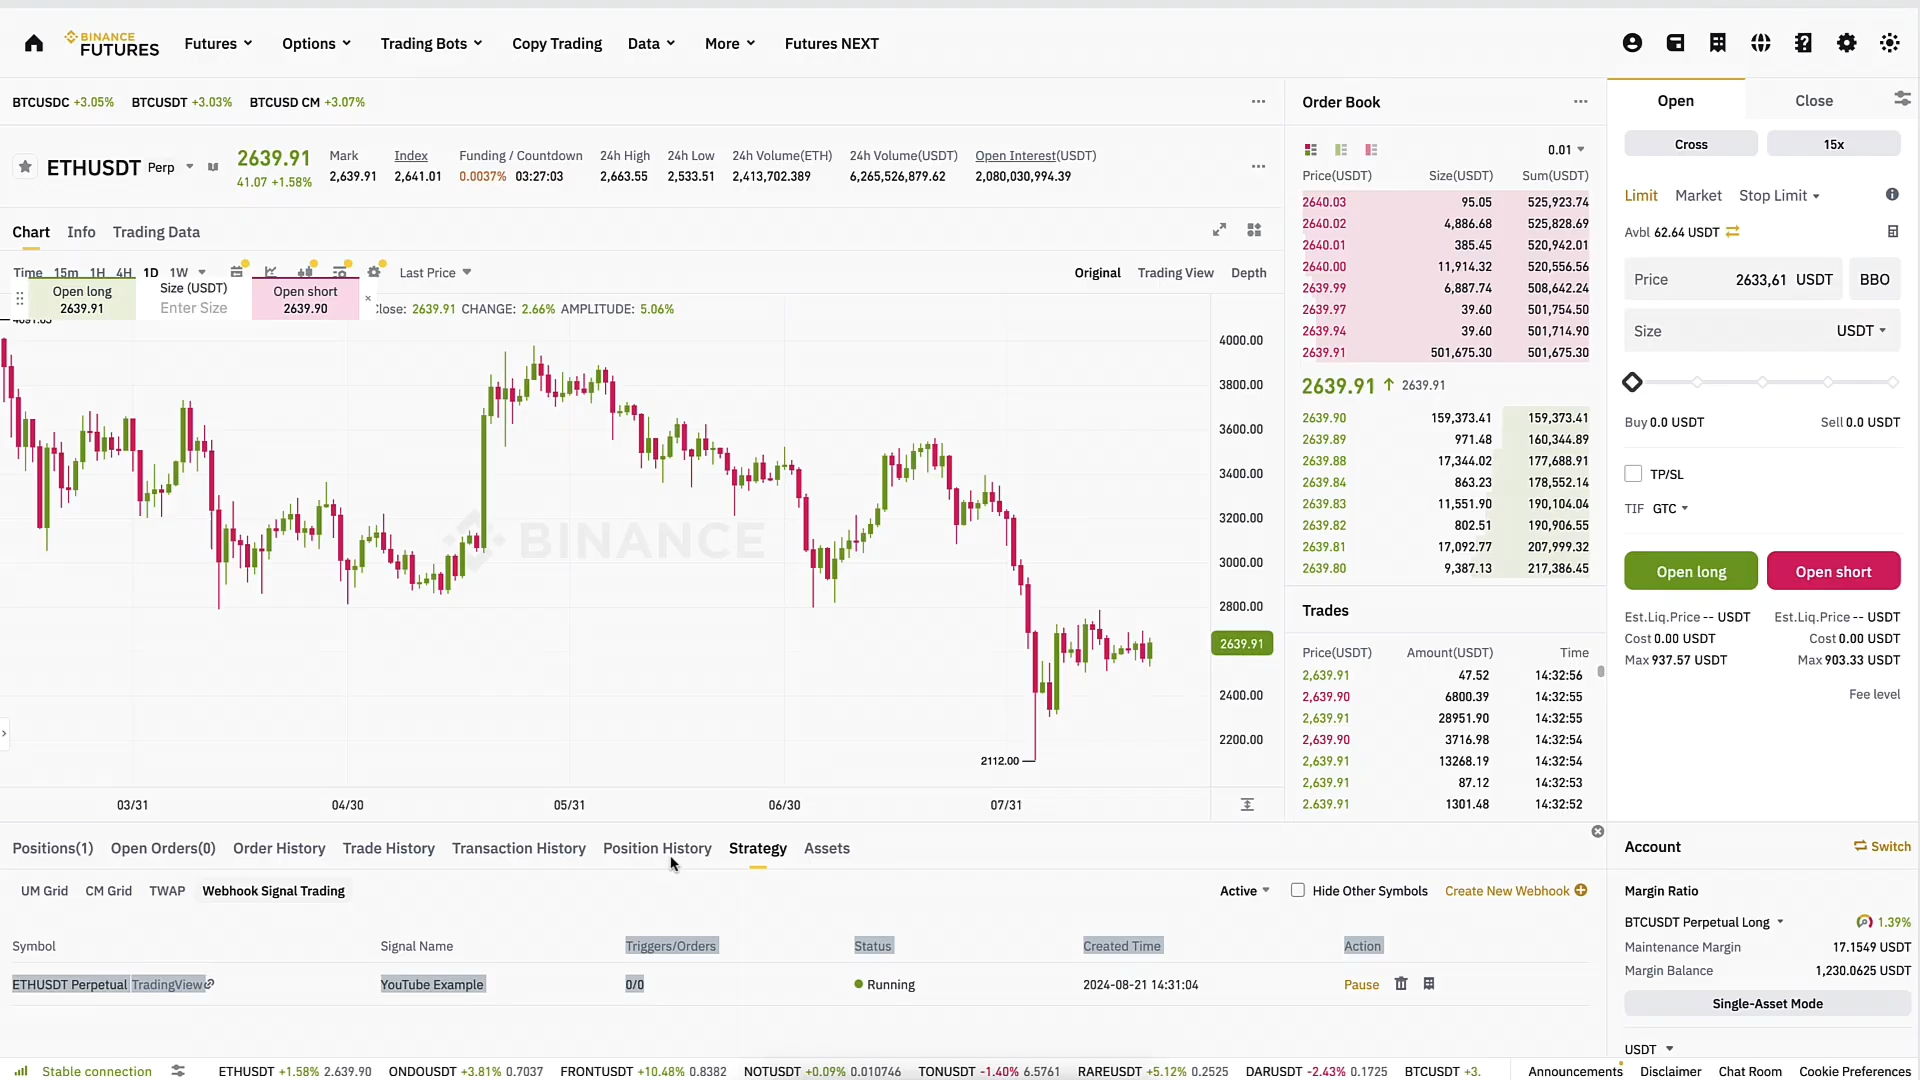 BINANCE
FUTURES
Futures Options Trading Bots Copy Trading Data More Futures NEXT
BTCUSDC +3.05% BTCUSDT +3.03% BTCUSD CM +3.07%
ETHUSDT Perp
2639.91
41.07 +1.58%
Mark Index Funding / Countdown 24h High 24h Low 24h Volume(ETH) 24h Volume(USDT) Open Interest(USDT)
2,639.91 2,641.01 0.0037% 03:27:03 2,663.55 2,533.51 2,413,702.389 6,265,526,879.62 2,080,030,994.39
Chart Info Trading Data
Time 15m 1H 4H 1D 1W Last Price Original Trading View Depth
Open long Size (USDT) Open short
2639.91 Enter Size 2639.90
Close: 2639.91 CHANGE: 2.66% AMPLITUDE: 5.06%
4000.00
3800.00
3600.00
3400.00
3200.00
3000.00
2800.00
2639.91
2400.00
2200.00
BINANCE
2112.00
03/31 04/30 05/31 06/30 07/31
Order Book
0.01
Price(USDT) Size(USDT) Sum(USDT)
2640.03 95.05 525,923.74
2640.02 4,886.68 525,828.69
2640.01 385.45 520,942.01
2640.00 11,914.32 520,556.56
2639.99 6,887.74 508,642.24
2639.97 39.60 501,754.50
2639.94 39.60 501,714.90
2639.91 501,675.30 501,675.30
2639.91 ↑ 2639.91
2639.90 159,373.41 159,373.41
2639.89 971.48 160,344.89
2639.88 17,344.02 177,688.91
2639.84 863.23 178,552.14
2639.83 11,551.90 190,104.04
2639.82 802.51 190,906.55
2639.81 17,092.77 207,999.32
2639.80 9,387.13 217,386.45
Trades
Price(USDT) Amount(USDT) Time
2,639.91 47.52 14:32:56
2,639.90 6800.39 14:32:55
2,639.91 28951.90 14:32:55
2,639.90 3716.98 14:32:54
2,639.91 13268.19 14:32:54
2,639.91 87.12 14:32:53
2,639.91 1301.48 14:32:52
Open Close
Cross 15x
Limit Market Stop Limit
Avbl 62.64 USDT
Price 2633,61 USDT BBO
Size USDT
Buy 0.0 USDT Sell 0.0 USDT
TP/SL
TIF GTC
Open long Open short
Est.Liq.Price -- USDT Est.Liq.Price -- USDT
Cost 0.00 USDT Cost 0.00 USDT
Max 937.57 USDT Max 903.33 USDT
Fee level
Positions(1) Open Orders(0) Order History Trade History Transaction History Position History Strategy Assets
UM Grid CM Grid TWAP Webhook Signal Trading Active Hide Other Symbols Create New Webhook
Symbol Signal Name Triggers/Orders Status Created Time Action
ETHUSDT Perpetual TradingView YouTube Example 0/0 Running 2024-08-21 14:31:04 Pause
Account Switch
Margin Ratio
BTCUSDT Perpetual Long 1.39%
Maintenance Margin 17.1549 USDT
Margin Balance 1,230.0625 USDT
Single-Asset Mode
USDT
Stable connection ETHUSDT +1.58% 2,639.90 ONDOUSDT +3.81% 0.7037 FRONTUSDT +10.48% 0.8382 NOTUSDT +0.09% 0.010746 TONUSDT -1.40% 6.5761 RAREUSDT +5.12% 0.2525 DARUSDT -2.43% 0.1725 BTCUSDT +3. Announcements Disclaimer Chat Room Cookie Preferences